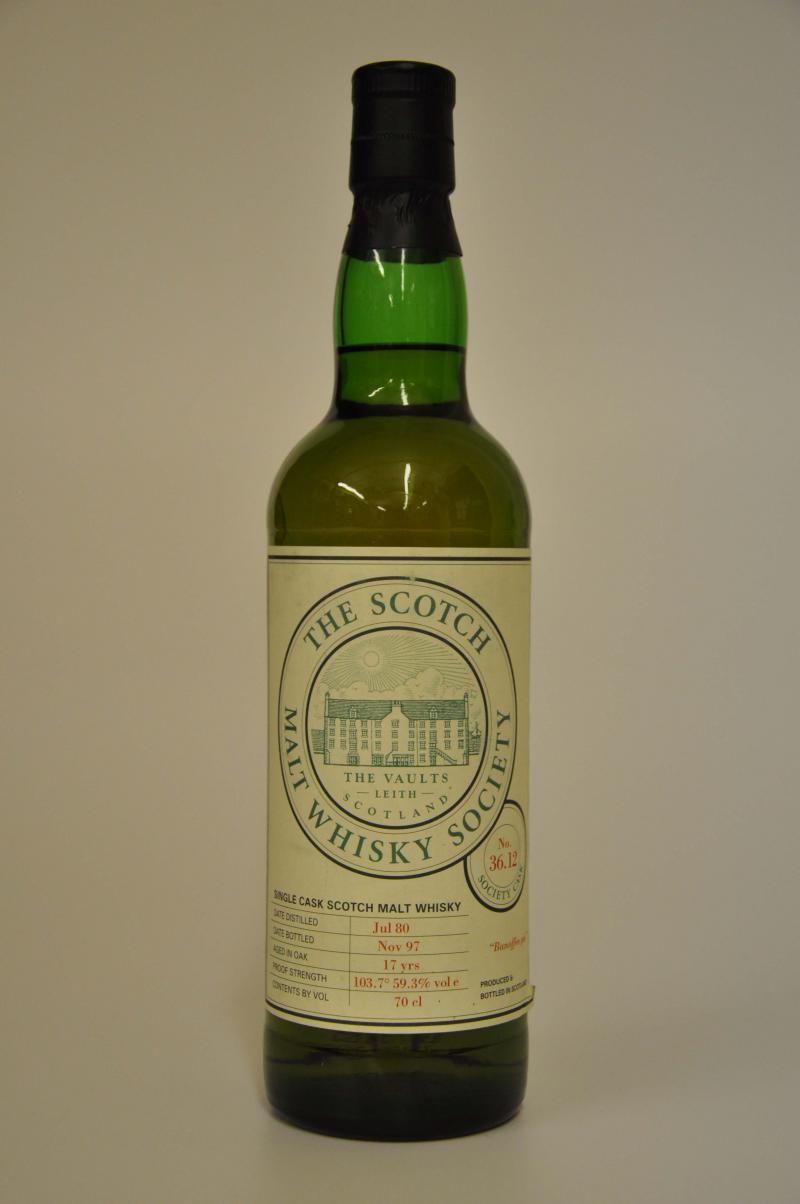 THE SCOTCH
MALT WHISKY SOCIETY
THE VAULTS
— LEITH —
SCOTLAND
No.
36.12
SOCIETY CASK
SINGLE CASK SCOTCH MALT WHISKY
DATE DISTILLED Jul 80
DATE BOTTLED Nov 97
AGED IN OAK 17 yrs
PROOF STRENGTH 103.7° 59.3% vol e
CONTENTS BY VOL 70 cl
"Banoffee pie"
PRODUCED &
BOTTLED IN SCOTLAND